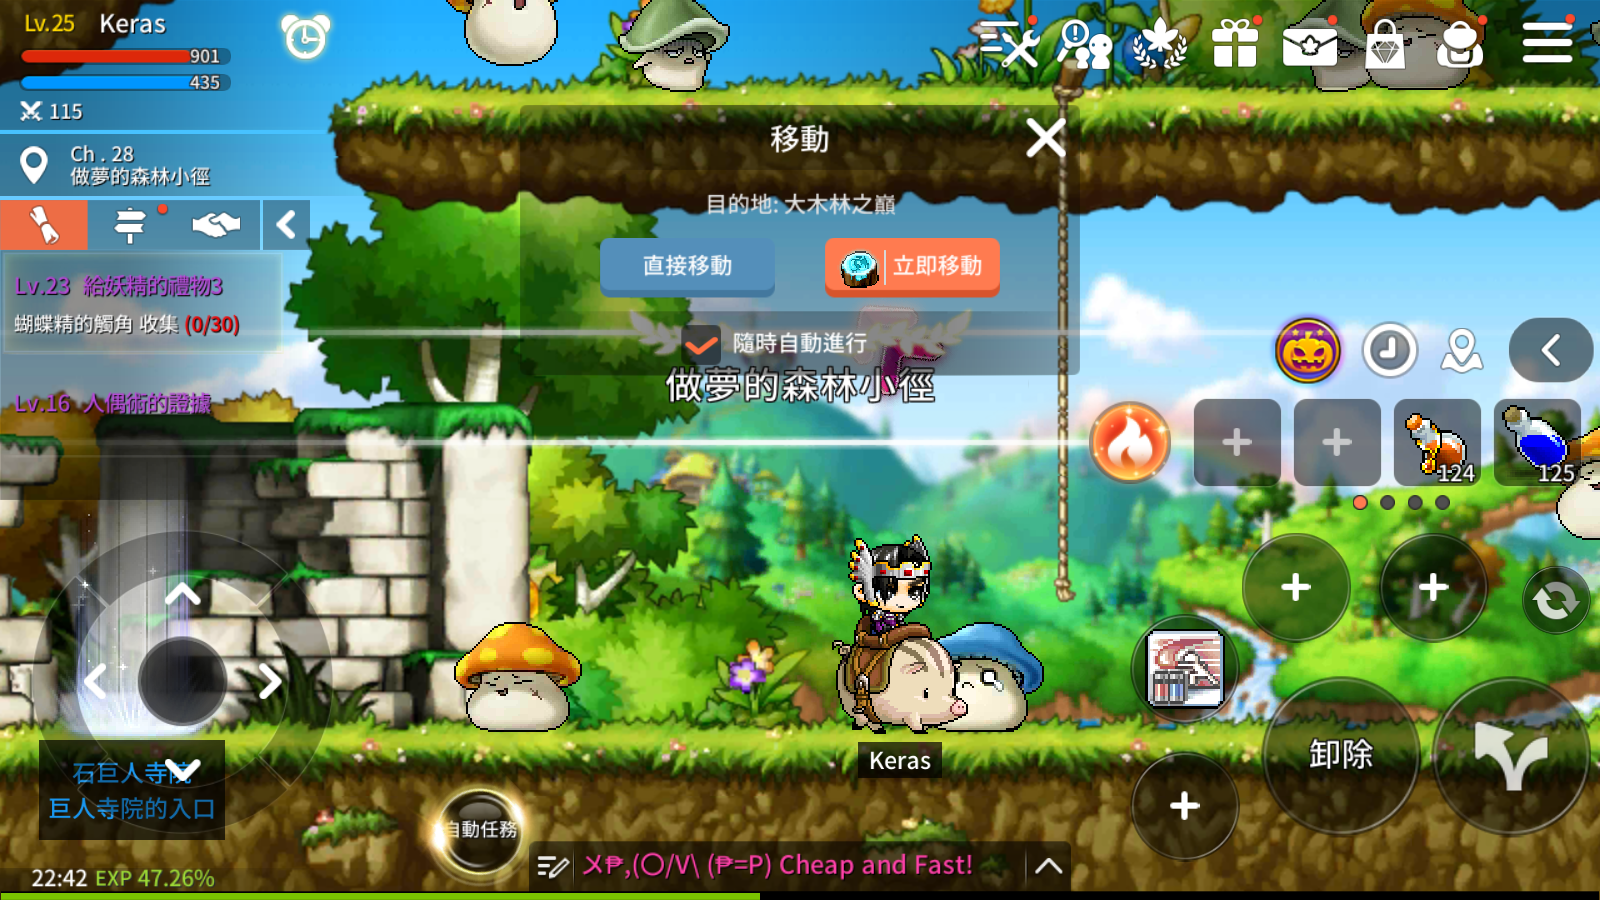 Lv.25 Keras
901
435
115
Ch . 28
做夢的森林小徑
移動
目的地: 大木林之巔
直接移動
立即移動
隨時自動進行
做夢的森林小徑
Lv.23 給妖精的禮物3
蝴蝶精的觸角 收集 (0/30)
Lv.16 人偶術的證據
124
125
Keras
卸除
石巨人寺院
巨人寺院的入口
自動任務
22:42 EXP 47.26%
Cheap and Fast!